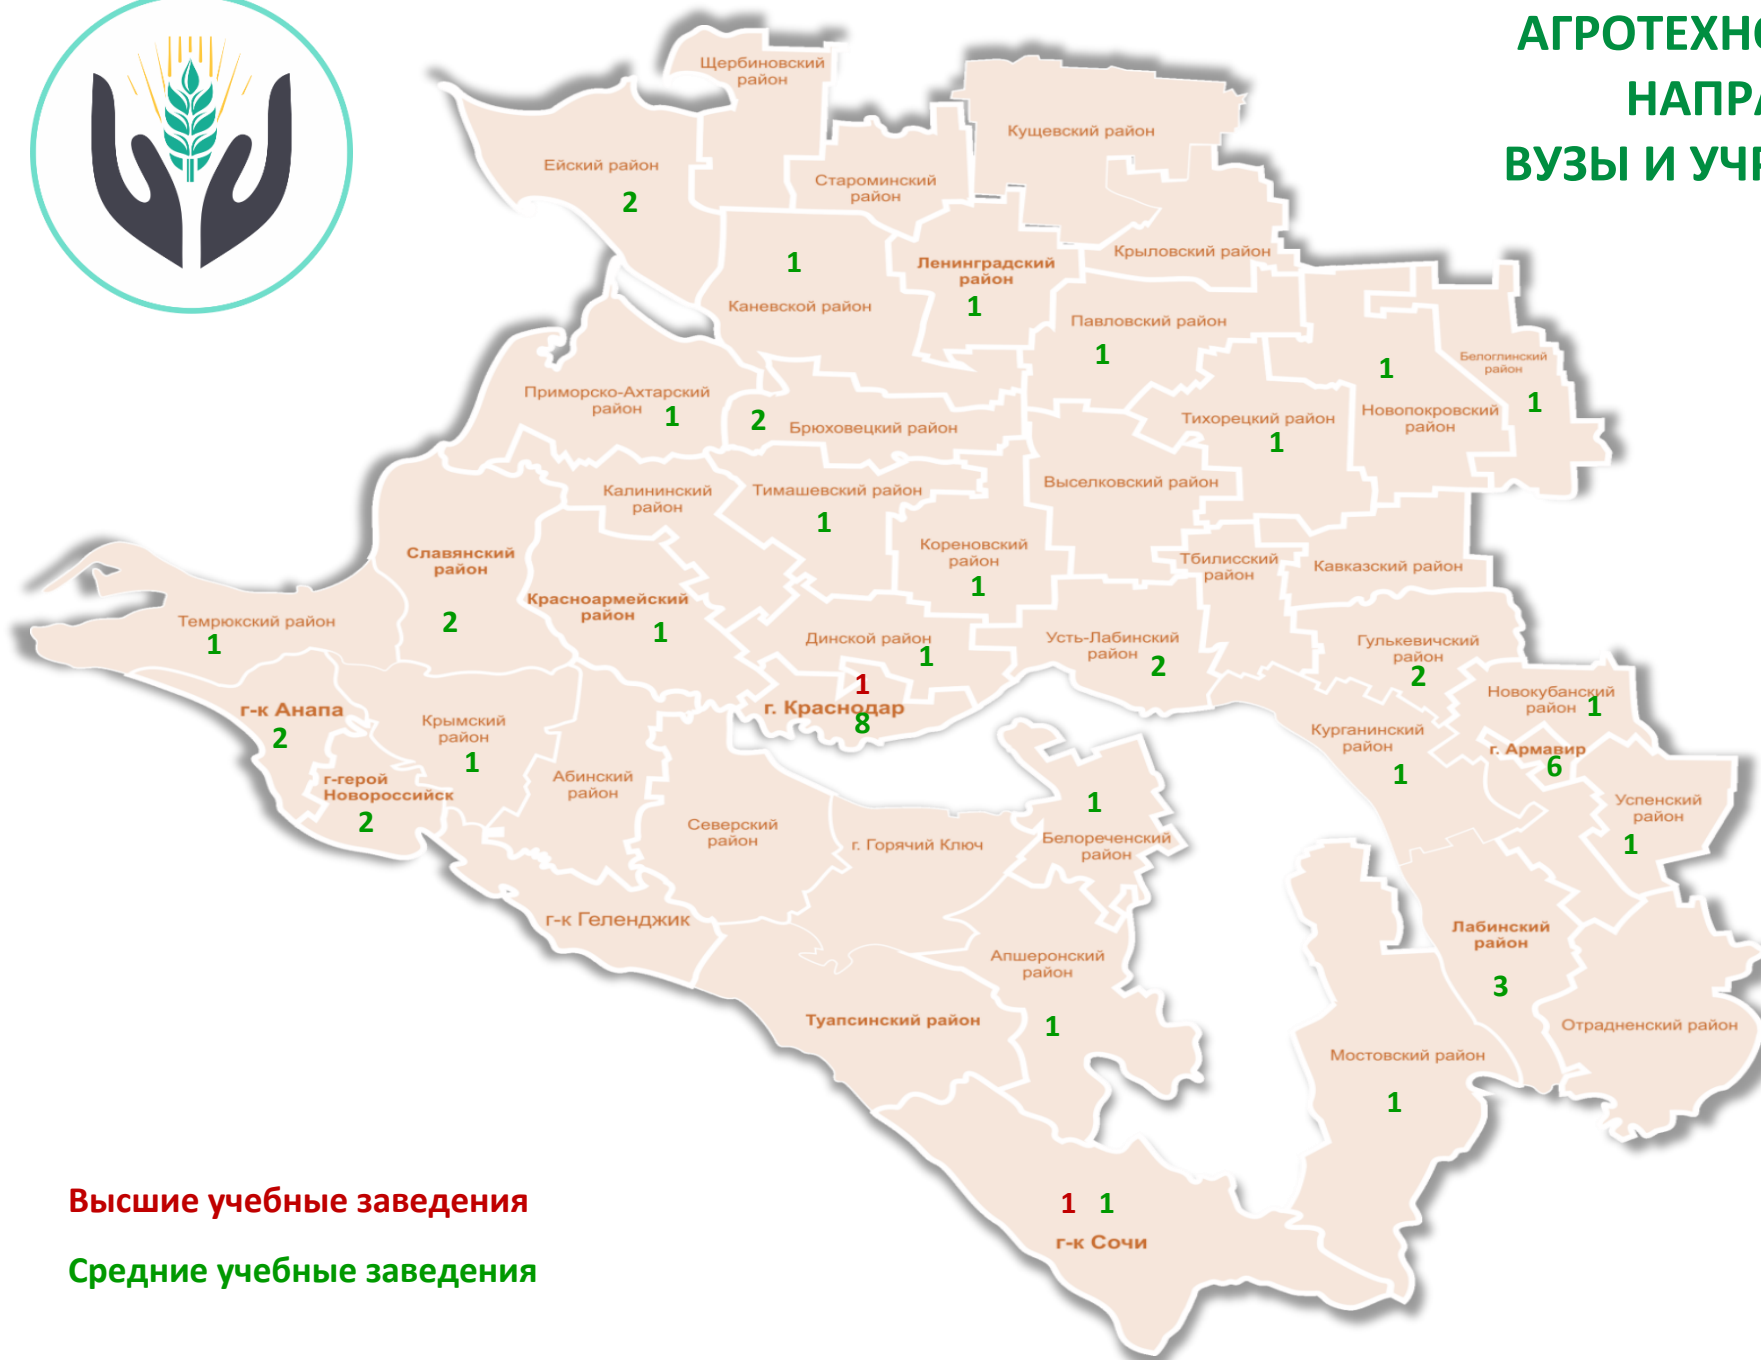 АГРОТЕХНО
НАПРА
ВУЗЫ И УЧР
Щербиновский
район
Ейский район
2
Староминский
район
Кущевский район
Крыловский район
1
Каневской район
Ленинградский
район
1
Павловский район
1
Белоглинский
район
1
1
Новопокровский
район
Приморско-Ахтарский
район 1
2
Брюховецкий район
Тихорецкий район
1
Калининский
район
Тимашевский район
1
Выселковский район
Кореновский
район
1
Тбилисский
район
Кавказский район
Славянский
район
2
Красноармейский
район
1
Темрюкский район
1
Динской район
1
Усть-Лабинский
район
2
Гулькевичский
район
2
1
г. Краснодар
8
Новокубанский
район 1
г-к Анапа
2
Крымский
район
1
Курганинский
район
1
г. Армавир
6
г-герой
Новороссийск
2
Абинский
район
Северский
район
г. Горячий Ключ
1
Белореченский
район
Успенский
район
1
г-к Геленджик
Лабинский
район
3
Апшеронский
район
1
Туапсинский район
Отрадненский район
Мостовский район
1
1 1
г-к Сочи
Высшие учебные заведения
Средние учебные заведения